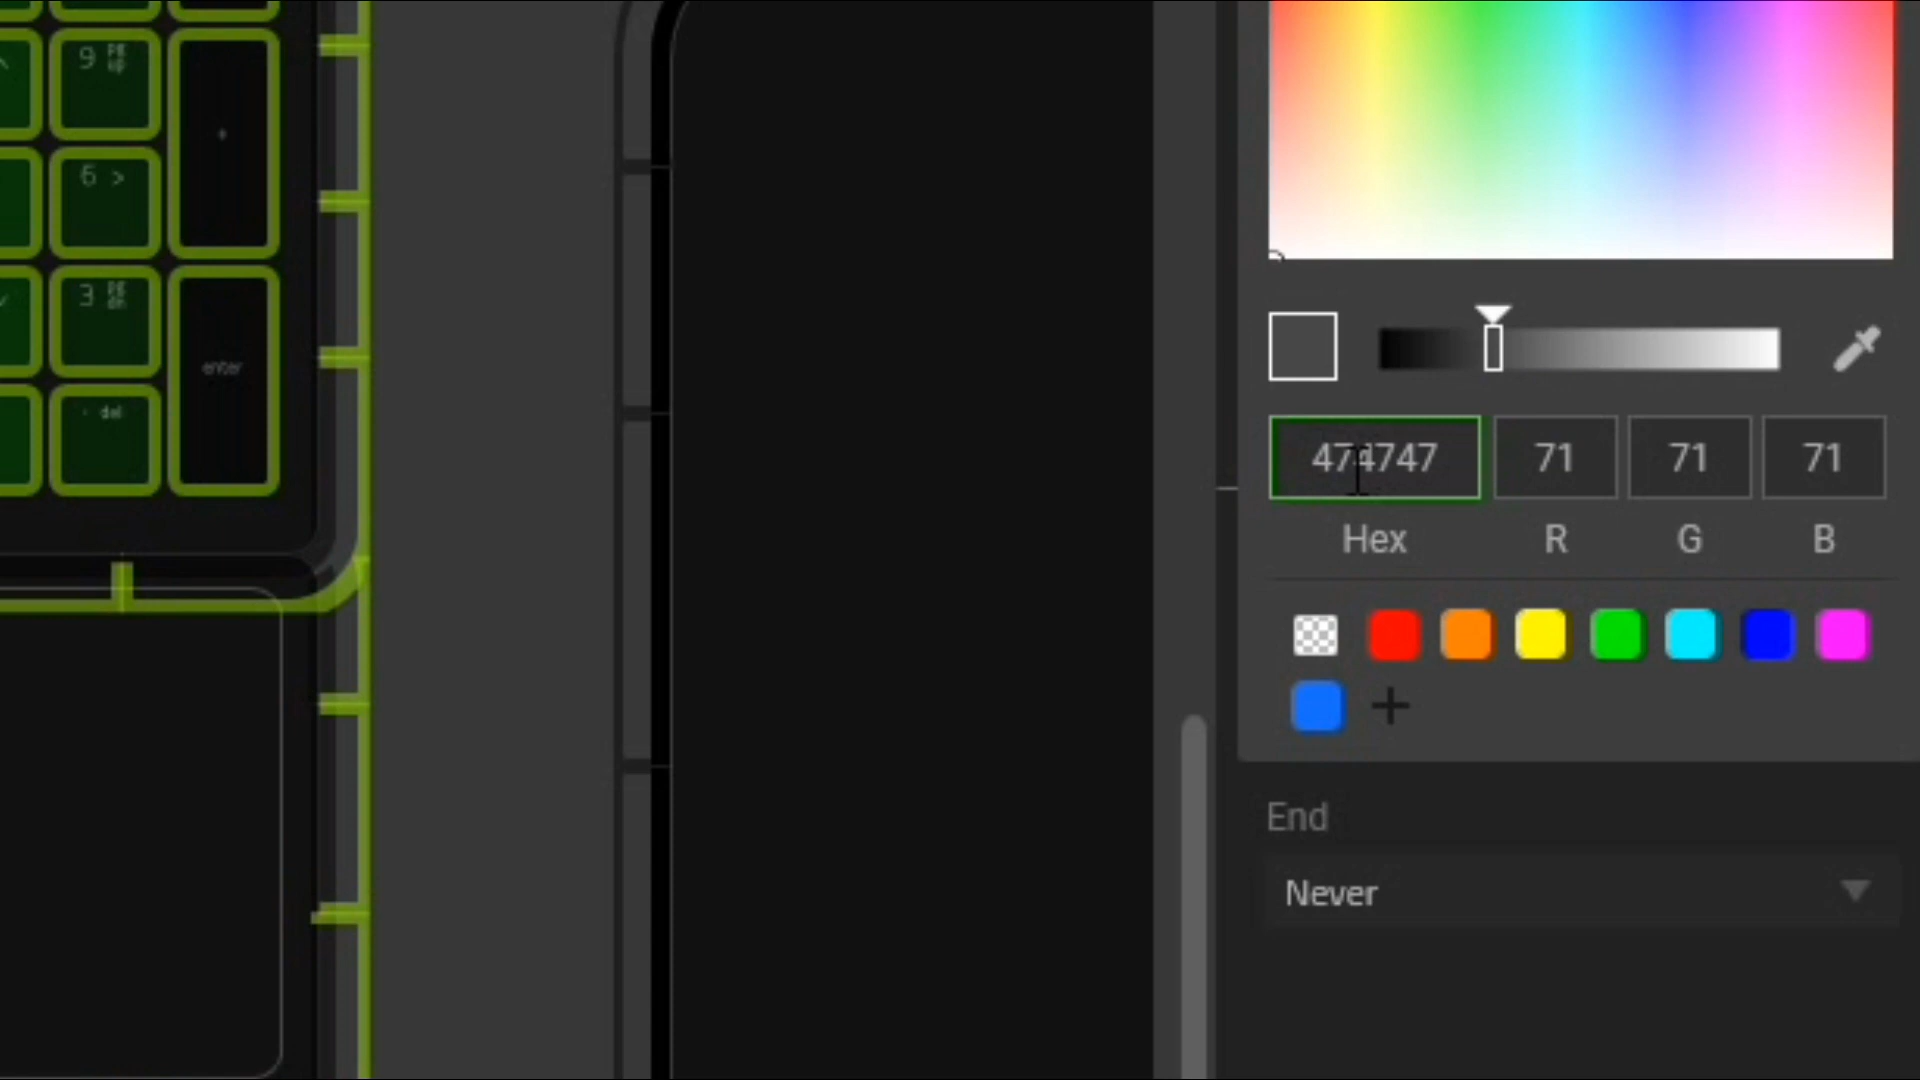 9
+
6 >
3
enter
. del
474747 71 71 71
Hex R G B
End
Never